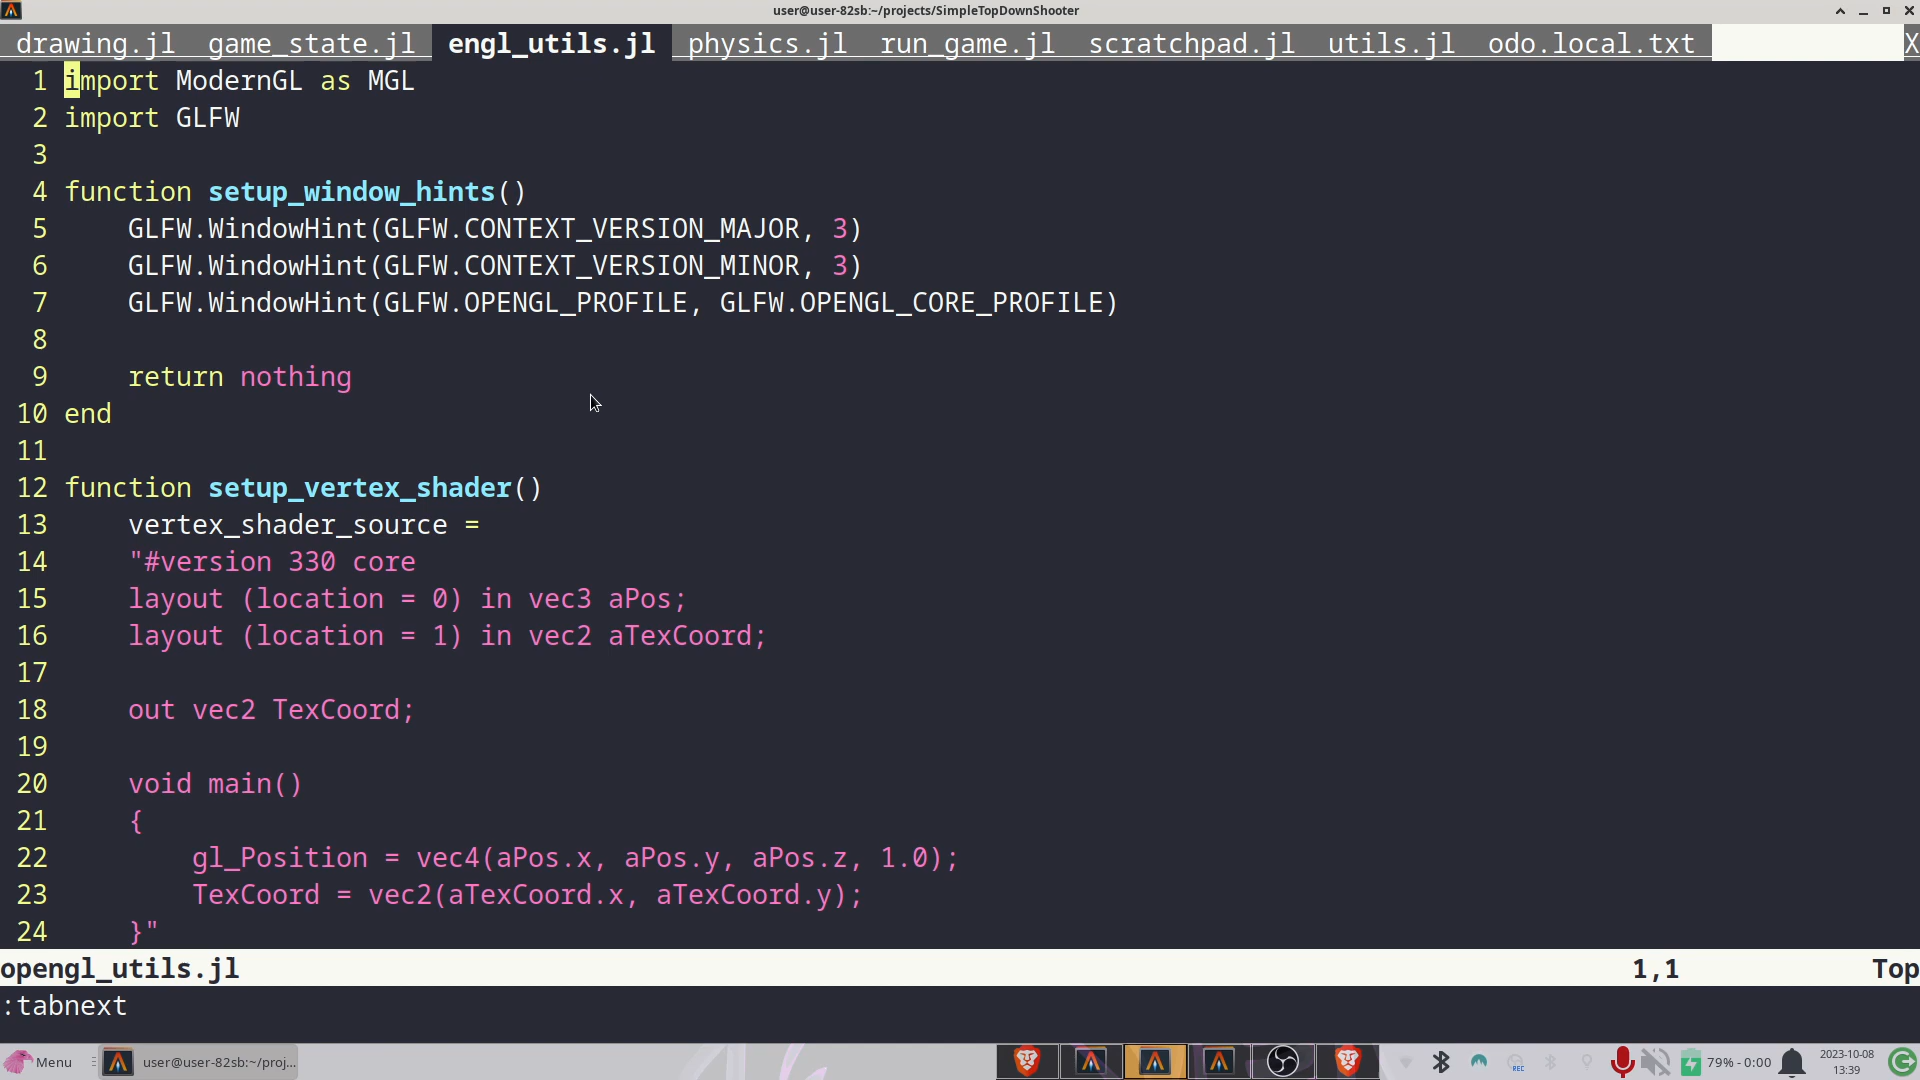 user@user-82sb:~/projects/SimpleTopDownShooter
drawing.jl game_state.jl engl_utils.jl physics.jl run_game.jl scratchpad.jl utils.jl odo.local.txt X
1 import ModernGL as MGL
2 import GLFW
3
4 function setup_window_hints()
5     GLFW.WindowHint(GLFW.CONTEXT_VERSION_MAJOR, 3)
6     GLFW.WindowHint(GLFW.CONTEXT_VERSION_MINOR, 3)
7     GLFW.WindowHint(GLFW.OPENGL_PROFILE, GLFW.OPENGL_CORE_PROFILE)
8
9     return nothing
10 end
11
12 function setup_vertex_shader()
13     vertex_shader_source =
14     "#version 330 core
15     layout (location = 0) in vec3 aPos;
16     layout (location = 1) in vec2 aTexCoord;
17
18     out vec2 TexCoord;
19
20     void main()
21     {
22         gl_Position = vec4(aPos.x, aPos.y, aPos.z, 1.0);
23         TexCoord = vec2(aTexCoord.x, aTexCoord.y);
24     }"
opengl_utils.jl 1,1 Top
:tabnext
Menu user@user-82sb:~/proj... REC 79% - 0:00 2023-10-08
13:39